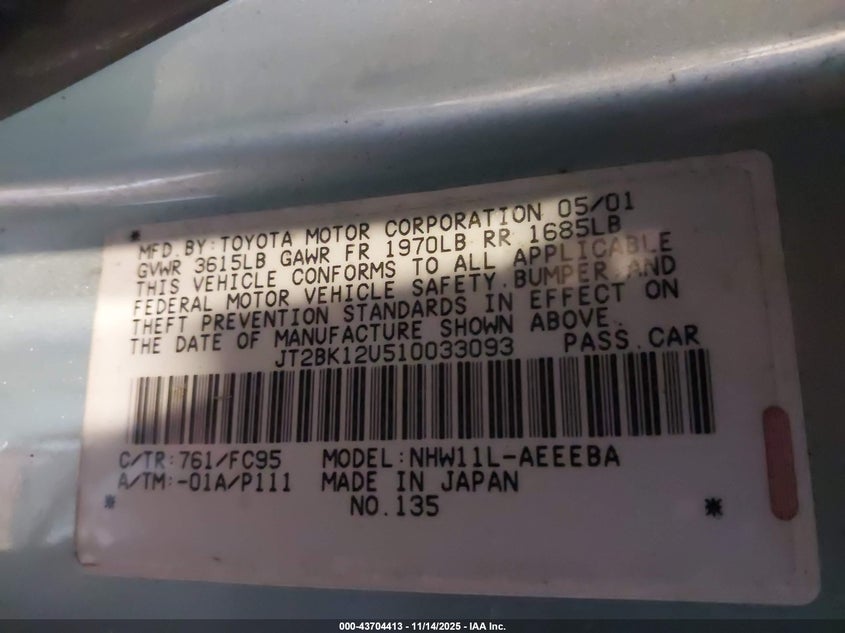 *
MFD.BY:TOYOTA MOTOR CORPORATION 05/01
GVWR 3615LB GAWR FR 1970LB RR 1685LB
THIS VEHICLE CONFORMS TO ALL APPLICABLE
FEDERAL MOTOR VEHICLE SAFETY.BUMPER AND
THEFT PREVENTION STANDARDS IN EFFECT ON
THE DATE OF MANUFACTURE SHOWN ABOVE.
JT2BK12U510033093 PASS.CAR
C/TR:761/FC95 MODEL:NHW11L-AEEEBA
A/TM:-01A/P111 MADE IN JAPAN
* NO.135 *
000-43704413 - 11/14/2025 - IAA Inc.